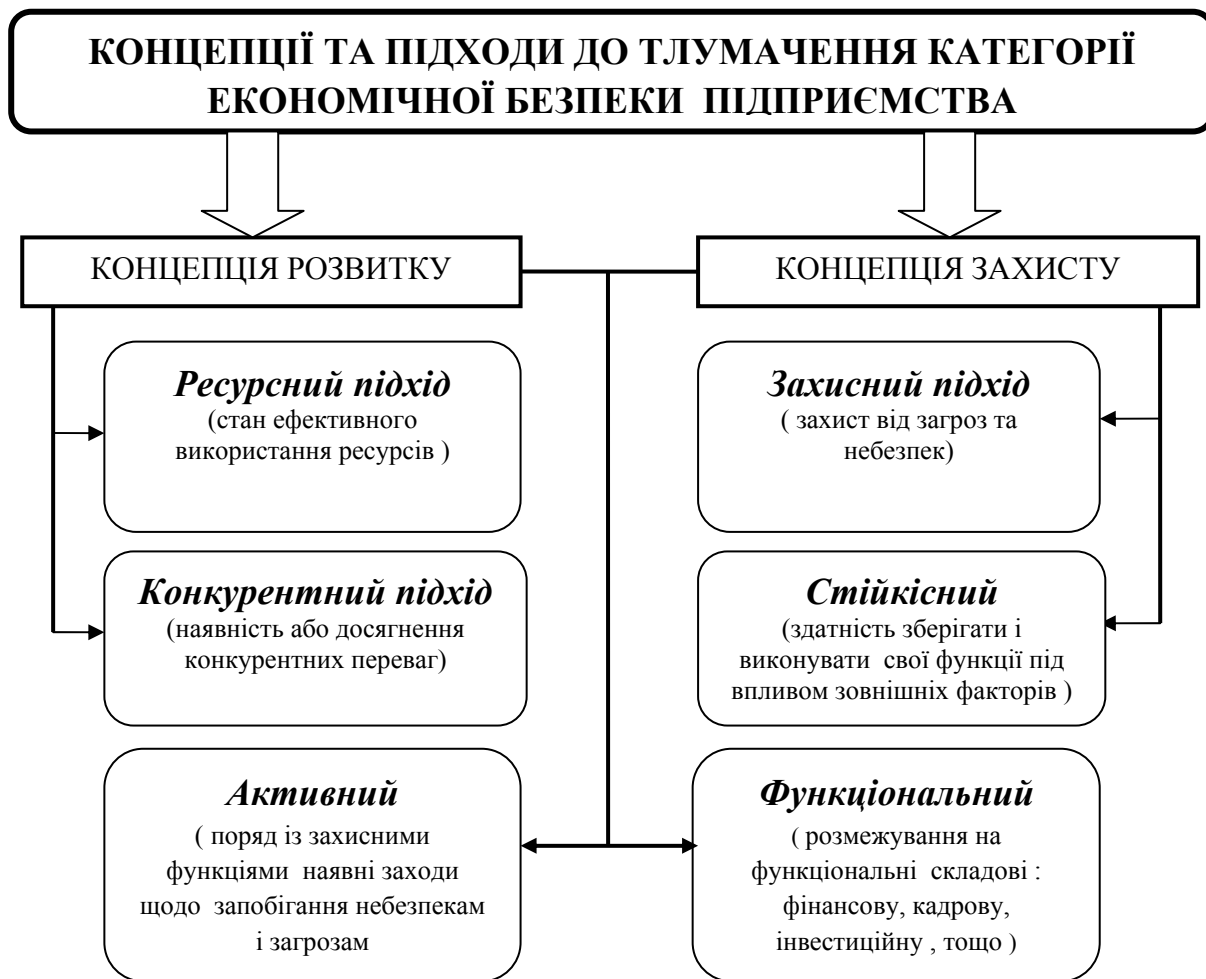 КОНЦЕПЦІЇ ТА ПІДХОДИ ДО ТЛУМАЧЕННЯ КАТЕГОРІЇ
ЕКОНОМІЧНОЇ БЕЗПЕКИ ПІДПРИЄМСТВА
КОНЦЕПЦІЯ РОЗВИТКУ
КОНЦЕПЦІЯ ЗАХИСТУ
Ресурсний підхід
(стан ефективного
використання ресурсів )
Захисний підхід
( захист від загроз та
небезпек)
Конкурентний підхід
(наявність або досягнення
конкурентних переваг)
Стійкісний
(здатність зберігати і
виконувати свої функції під
впливом зовнішніх факторів )
Активний
( поряд із захисними
функціями наявні заходи
щодо запобігання небезпекам
і загрозам
Функціональний
( розмежування на
функціональні складові :
фінансову, кадрову,
інвестиційну , тощо )